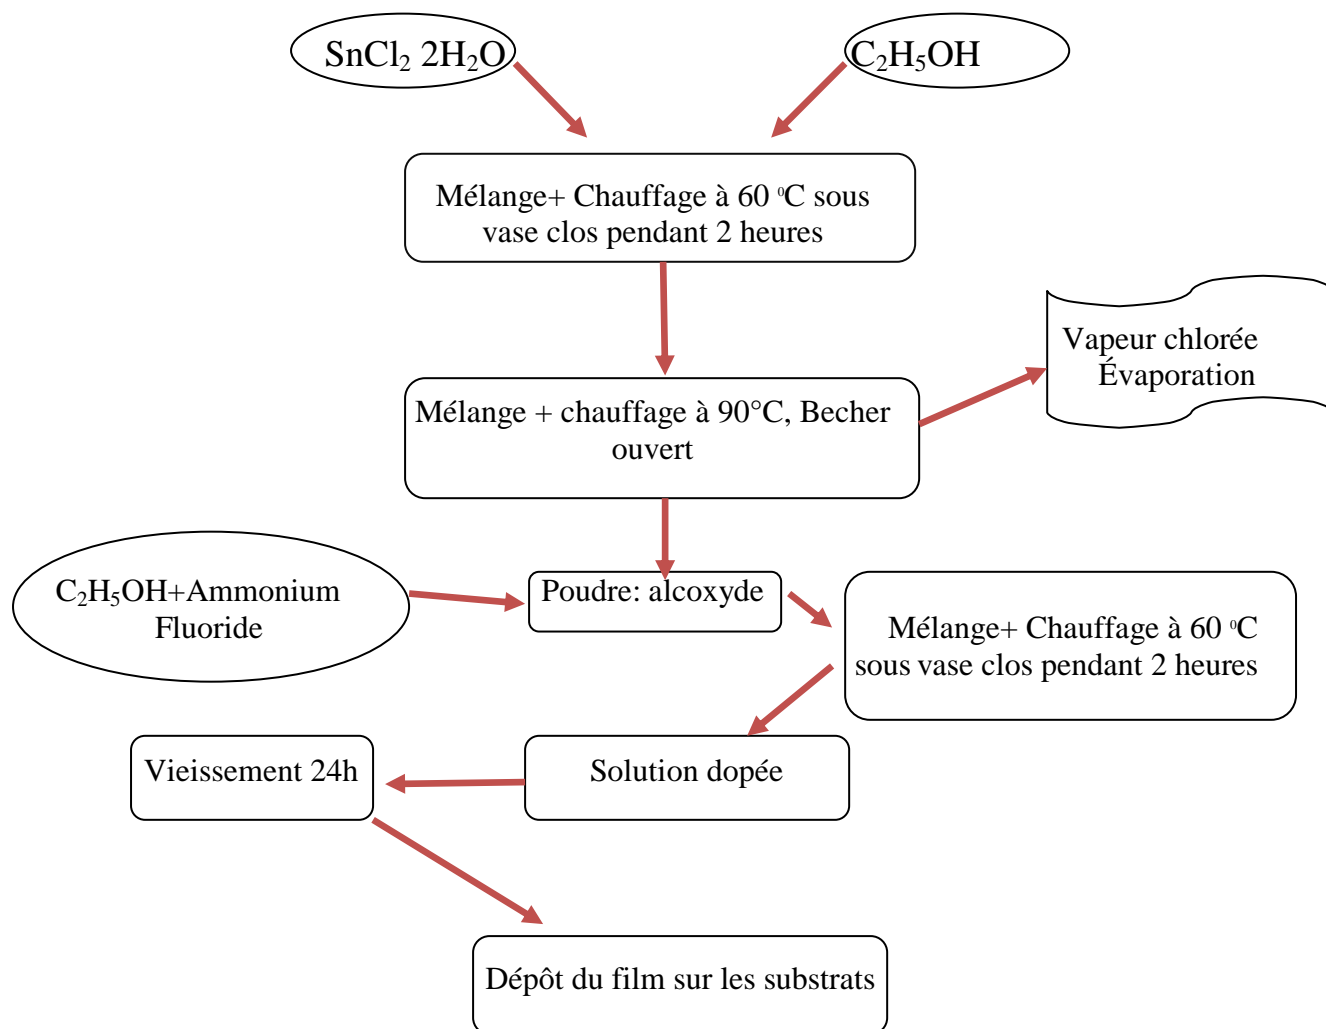 SnCl₂ 2H₂O
C₂H₅OH
Mélange+ Chauffage à 60 ⁰C sous
vase clos pendant 2 heures
Vapeur chlorée
Évaporation
Mélange + chauffage à 90°C, Becher
ouvert
C₂H₅OH+Ammonium
Fluoride
Poudre: alcoxyde
Mélange+ Chauffage à 60 ⁰C
sous vase clos pendant 2 heures
Vieissement 24h
Solution dopée
Dépôt du film sur les substrats